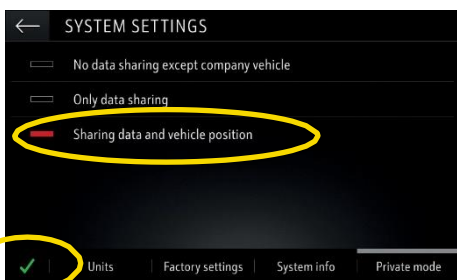 SYSTEM SETTINGS
No data sharing except company vehicle
Only data sharing
Sharing data and vehicle position
Units Factory settings System info Private mode